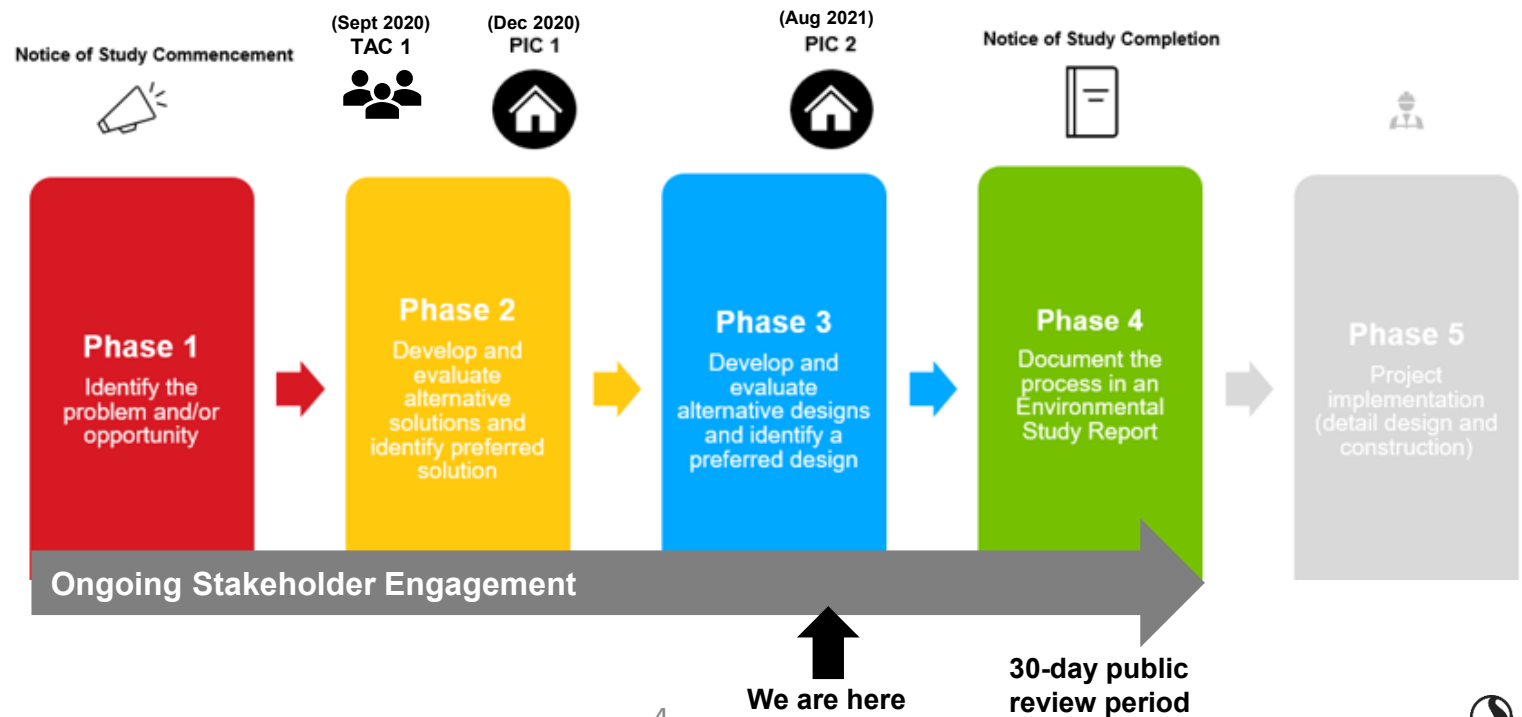 (Sept 2020)
TAC 1
(Dec 2020)
PIC 1
(Aug 2021)
PIC 2
Notice of Study Commencement
Notice of Study Completion
Phase 1
Identify the
problem and/or
opportunity
Phase 2
Develop and
evaluate
alternative
solutions and
identify preferred
solution
Phase 3
Develop and
evaluate
alternative designs
and identify a
preferred design
Phase 4
Document the
process in an
Environmental
Study Report
Phase 5
Project
implementation
(detail design and
construction)
Ongoing Stakeholder Engagement
We are here
30-day public
review period
4